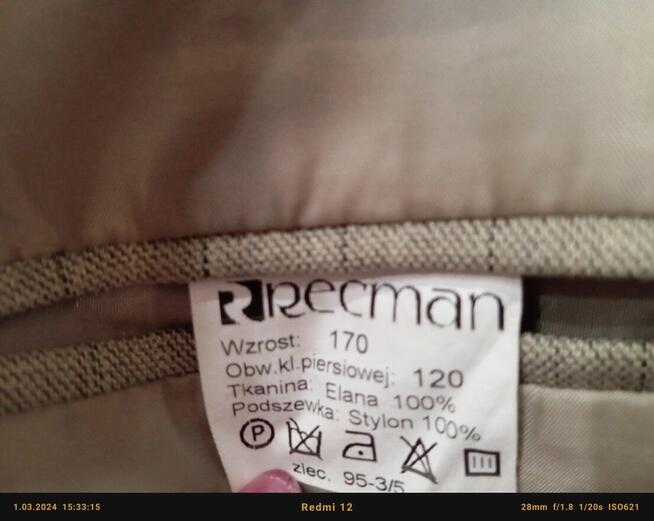 Recman
Wzrost: 170
Obw.kl.piersiowej: 120
Tkanina: Elana 100%
Podszewka: Stylon 100%
P
zlec. 95-3/5
1.03.2024 15:33:15
Redmi 12
28mm f/1.8 1/20s ISO621